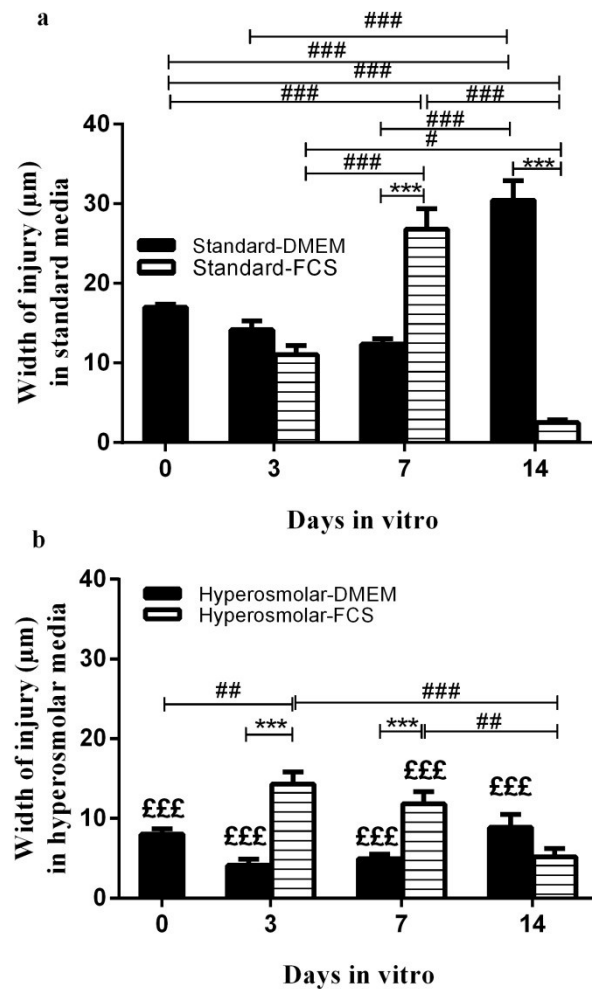 a
###
###
###
### ###
###
#
###
*** ***
40
30
20
10
0
Width of injury (µm)
in standard media
Standard-DMEM
Standard-FCS
0 3 7 14
Days in vitro
b
40
30
20
10
0
Width of injury (µm)
in hyperosmolar media
Hyperosmolar-DMEM
Hyperosmolar-FCS
## ###
*** *** ##
£££ £££ £££ £££ £££
0 3 7 14
Days in vitro